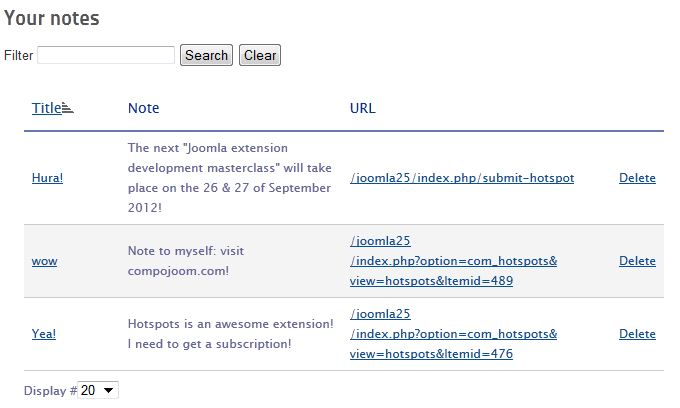 Your notes
Filter Search Clear
Title Note URL
The next "Joomla extension
development masterclass" will take
place on the 26 & 27 of September
2012!
Hura! /joomla25/index.php/submit-hotspot Delete
Note to myself: visit
compojoom.com!
wow
/joomla25
/index.php?option=com_hotspots&
view=hotspots&Itemid=489
Delete
Yea!
Hotspots is an awesome extension!
I need to get a subscription!
/joomla25
/index.php?option=com_hotspots&
view=hotspots&Itemid=476
Delete
Display # 20